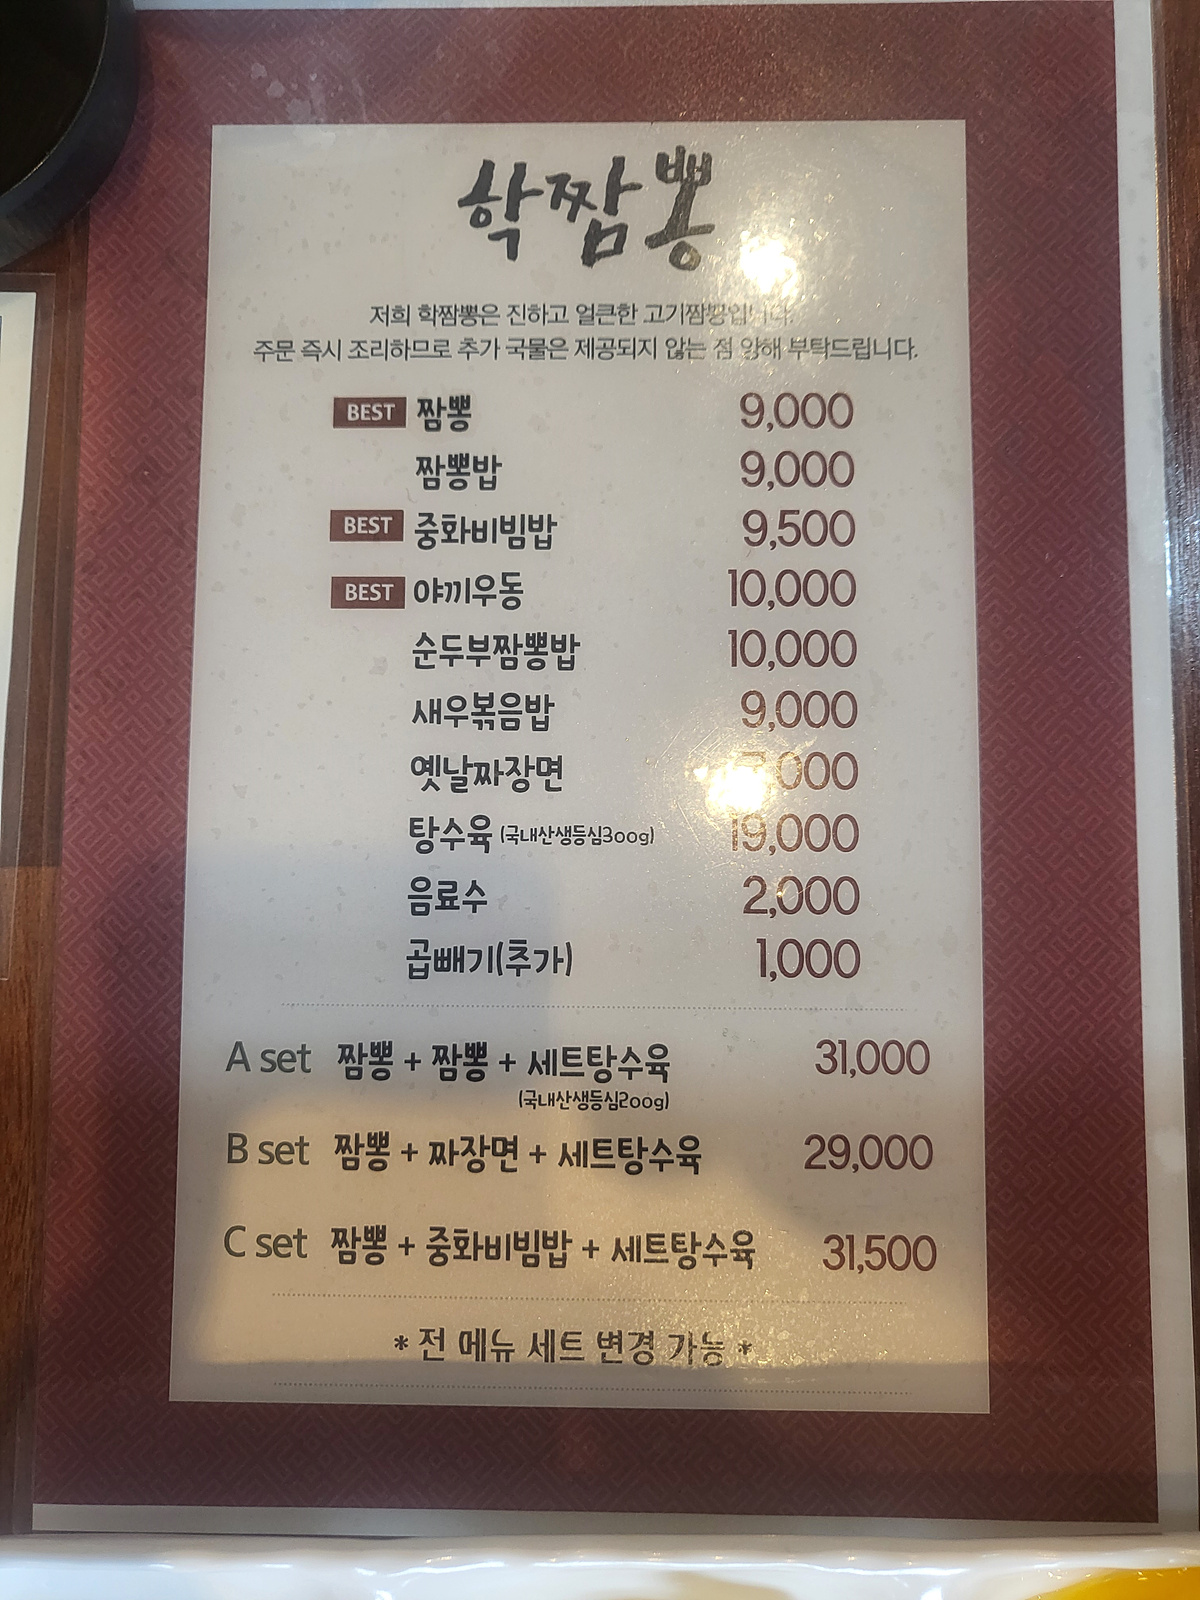 학짬뽕
저희 학짬뽕은 진하고 얼큰한 고기짬뽕입니다.
주문 즉시 조리하므로 추가 국물은 제공되지 않는 점 양해 부탁드립니다.
BEST 짬뽕 9,000
짬뽕밥 9,000
BEST 중화비빔밥 9,500
BEST 야끼우동 10,000
순두부짬뽕밥 10,000
새우볶음밥 9,000
옛날짜장면
탕수육 (국내산생등심300g) 19,000
음료수 2,000
곱빼기(추가) 1,000
A set 짬뽕 + 짬뽕 + 세트탕수육 31,000
(국내산생등심200g)
B set 짬뽕 + 짜장면 + 세트탕수육 29,000
C set 짬뽕 + 중화비빔밥 + 세트탕수육 31,500
* 전 메뉴 세트 변경 가능 *